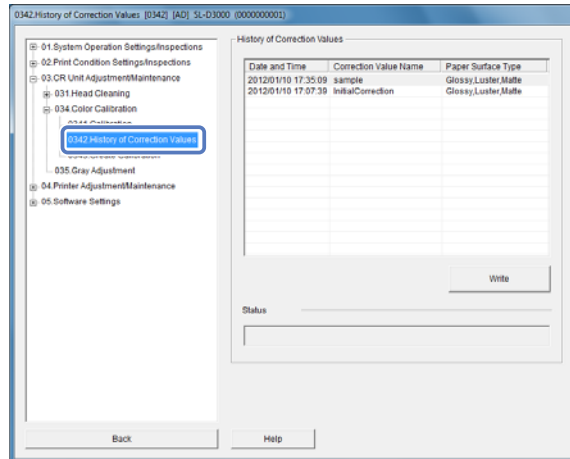 0342.History of Correction Values [0342] [AD] SL-D3000 (0000000001)
01.System Operation Settings/Inspections
02.Print Condition Settings/Inspections
03.CR Unit Adjustment/Maintenance
031.Head Cleaning
034.Color Calibration
0342.History of Correction Values
035.Gray Adjustment
04.Printer Adjustment/Maintenance
05.Software Settings
Back
History of Correction Values
Date and Time Correction Value Name Paper Surface Type
2012/01/10 17:35:09 sample Glossy,Luster,Matte
2012/01/10 17:07:39 InitialCorrection Glossy,Luster,Matte
Write
Status
Help